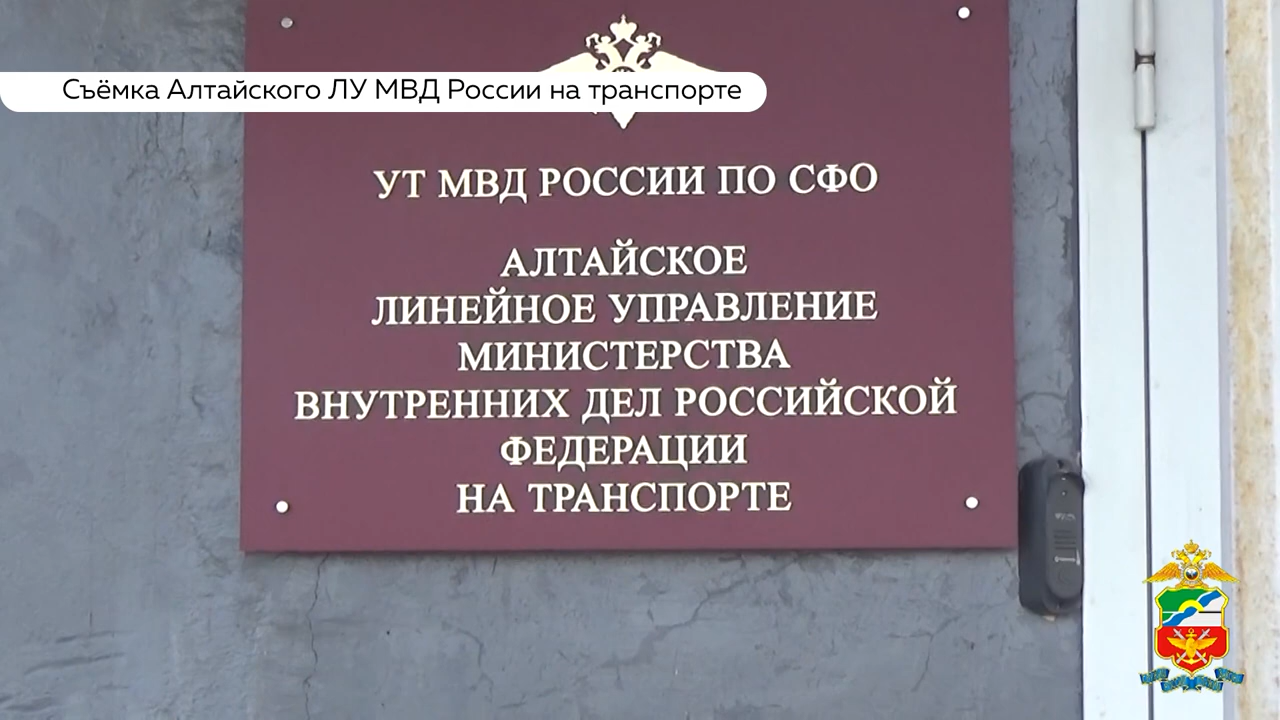 Съёмка Алтайского ЛУ МВД России на транспорте
УТ МВД РОССИИ ПО СФО
АЛТАЙСКОЕ
ЛИНЕЙНОЕ УПРАВЛЕНИЕ
МИНИСТЕРСТВА
ВНУТРЕННИХ ДЕЛ РОССИЙСКОЙ
ФЕДЕРАЦИИ
НА ТРАНСПОРТЕ